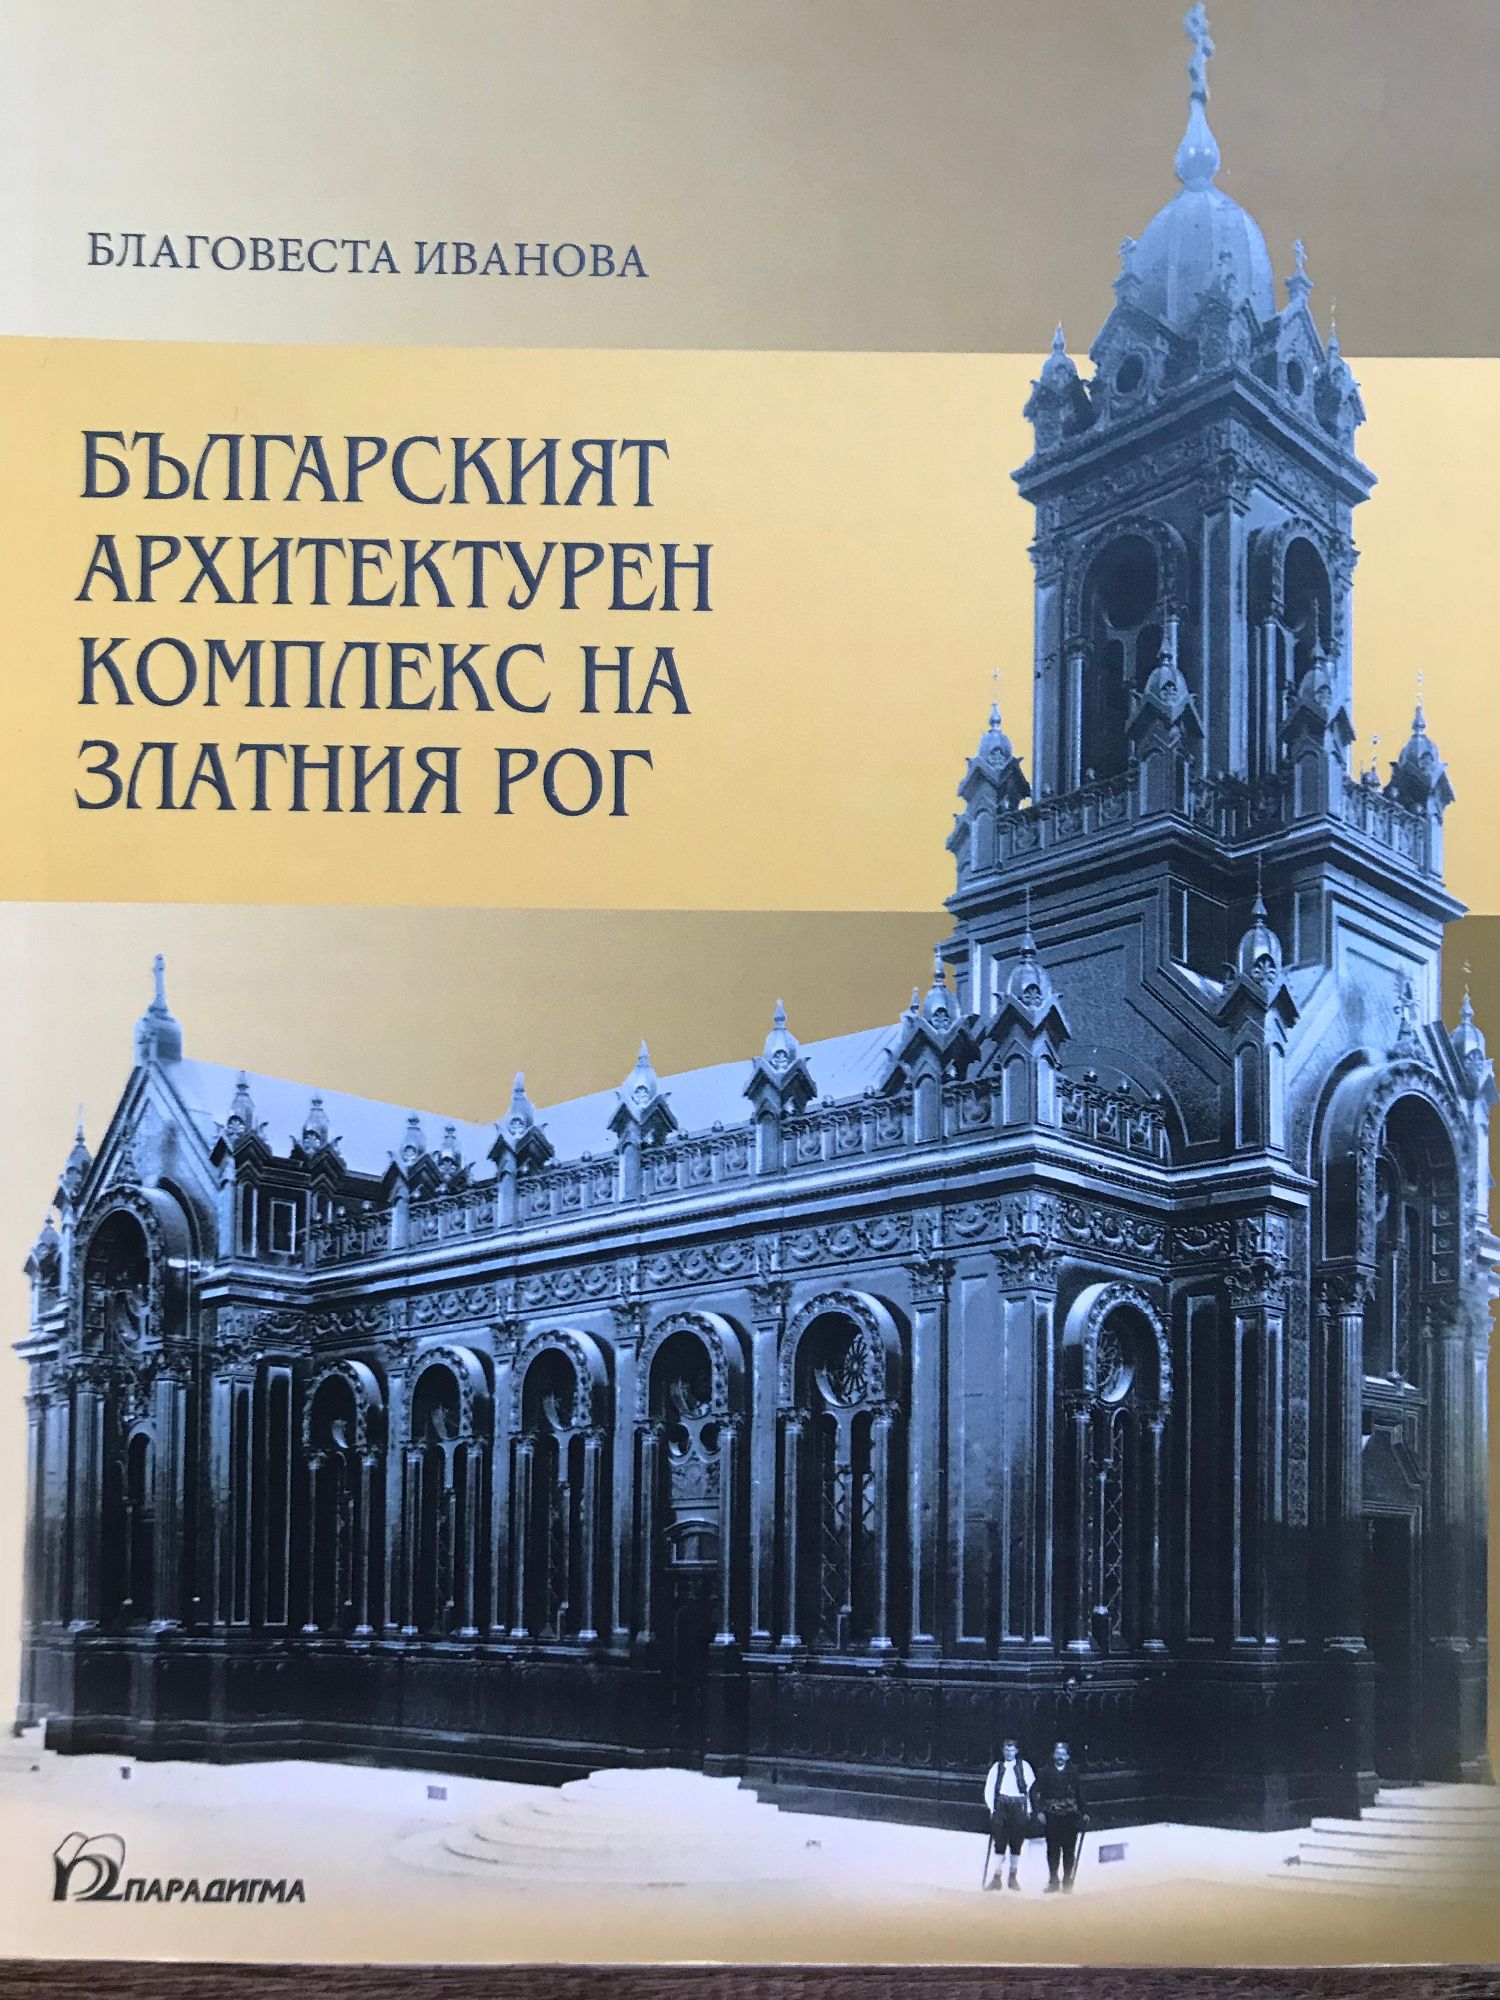 БЛАГОВЕСТА ИВАНОВА
БЪЛГАРСКИЯТ
АРХИТЕКТУРЕН
КОМПЛЕКС НА
ЗЛАТНИЯ РОГ
ПАРАДИГМА